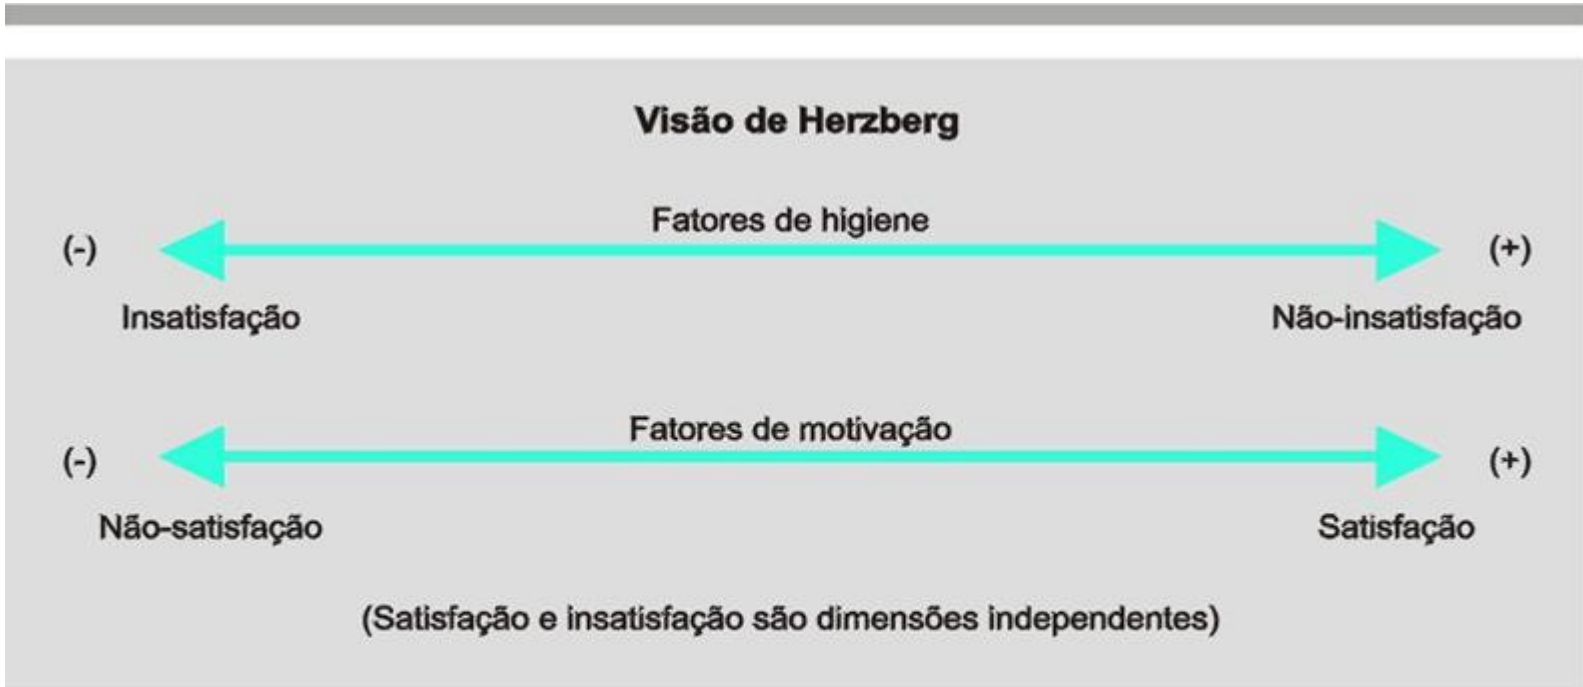 Visão de Herzberg
Fatores de higiene
(-) (+)
Insatisfação Não-insatisfação
Fatores de motivação
(-) (+)
Não-satisfação Satisfação
(Satisfação e insatisfação são dimensões independentes)